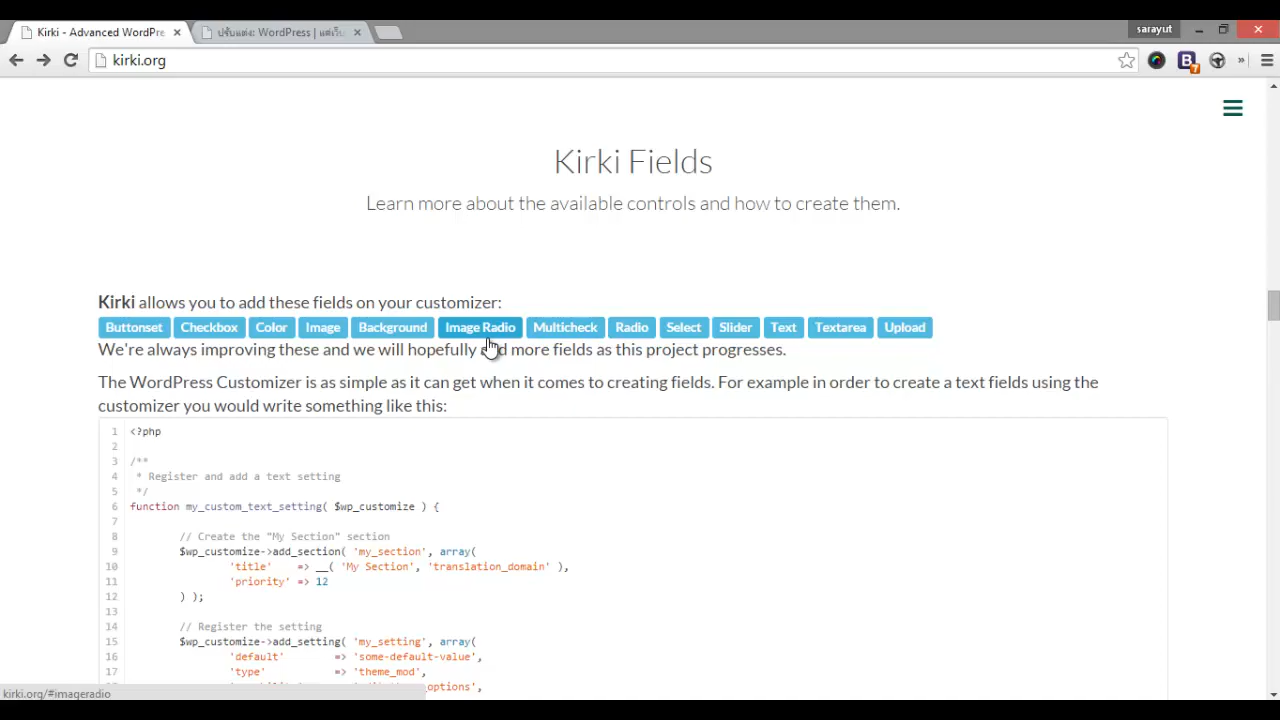 Kirki - Advanced WordPre
ปรับแต่ง: WordPress | แต่เว็บ
sarayut
kirki.org
7
Kirki Fields
Learn more about the available controls and how to create them.
Kirki allows you to add these fields on your customizer:
Buttonset Checkbox Color Image Background Image Radio Multicheck Radio Select Slider Text Textarea Upload
We're always improving these and we will hopefully add more fields as this project progresses.
The WordPress Customizer is as simple as it can get when it comes to creating fields. For example in order to create a text fields using the
customizer you would write something like this:
1 <?php
2
3 /**
4 * Register and add a text setting
5 */
6 function my_custom_text_setting( $wp_customize ) {
7
8 // Create the "My Section" section
9 $wp_customize->add_section( 'my_section', array(
10 'title' => __( 'My Section', 'translation_domain' ),
11 'priority' => 12
12 ) );
13
14 // Register the setting
15 $wp_customize->add_setting( 'my_setting', array(
16 'default' => 'some-default-value',
17 'type' => 'theme_mod',
_options',
kirki.org/#imageradio